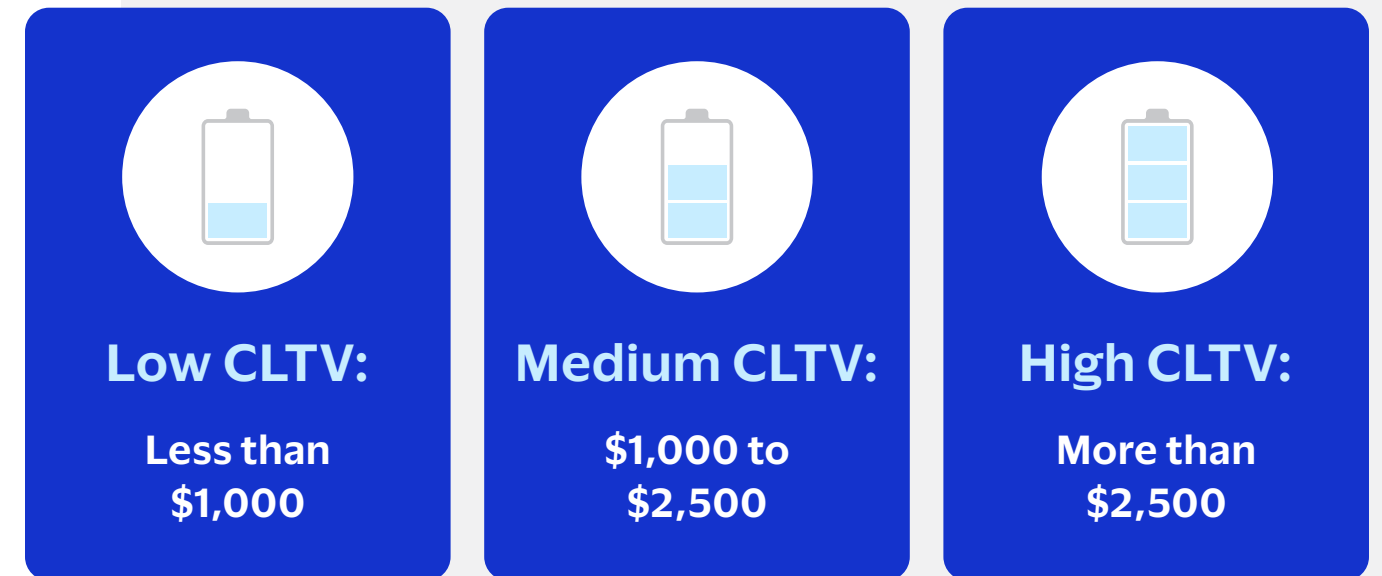 Low CLTV:
Less than
$1,000
Medium CLTV:
$1,000 to
$2,500
High CLTV:
More than
$2,500